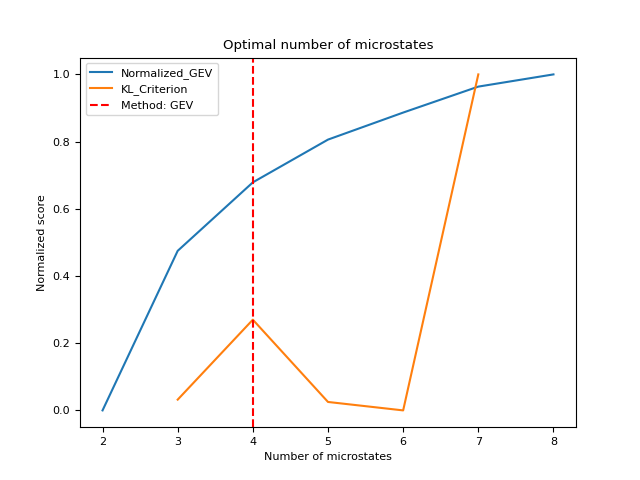 Optimal number of microstates
Normalized_GEV
KL_Criterion
Method: GEV
Normalized score
1.0
0.8
0.6
0.4
0.2
0.0
2 3 4 5 6 7 8
Number of microstates